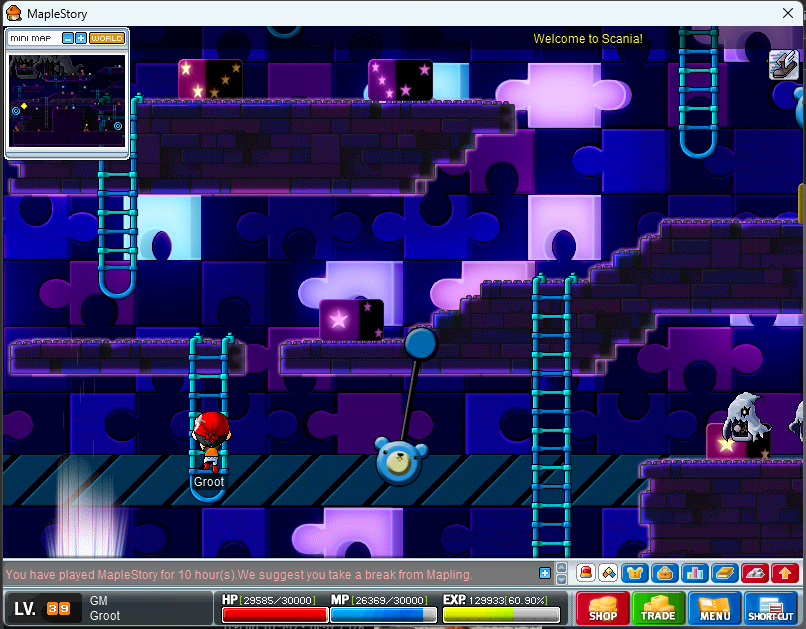 MapleStory
MINI MAP
WORLD
Welcome to Scania!
Groot
You have played MapleStory for 10 hour(s).We suggest you take a break from Mapling.
LV. 39
GM
Groot
HP[29585/30000]
MP[26369/30000]
EXP 129933[60.90%]
SHOP
TRADE
MENU
SHORTCUT